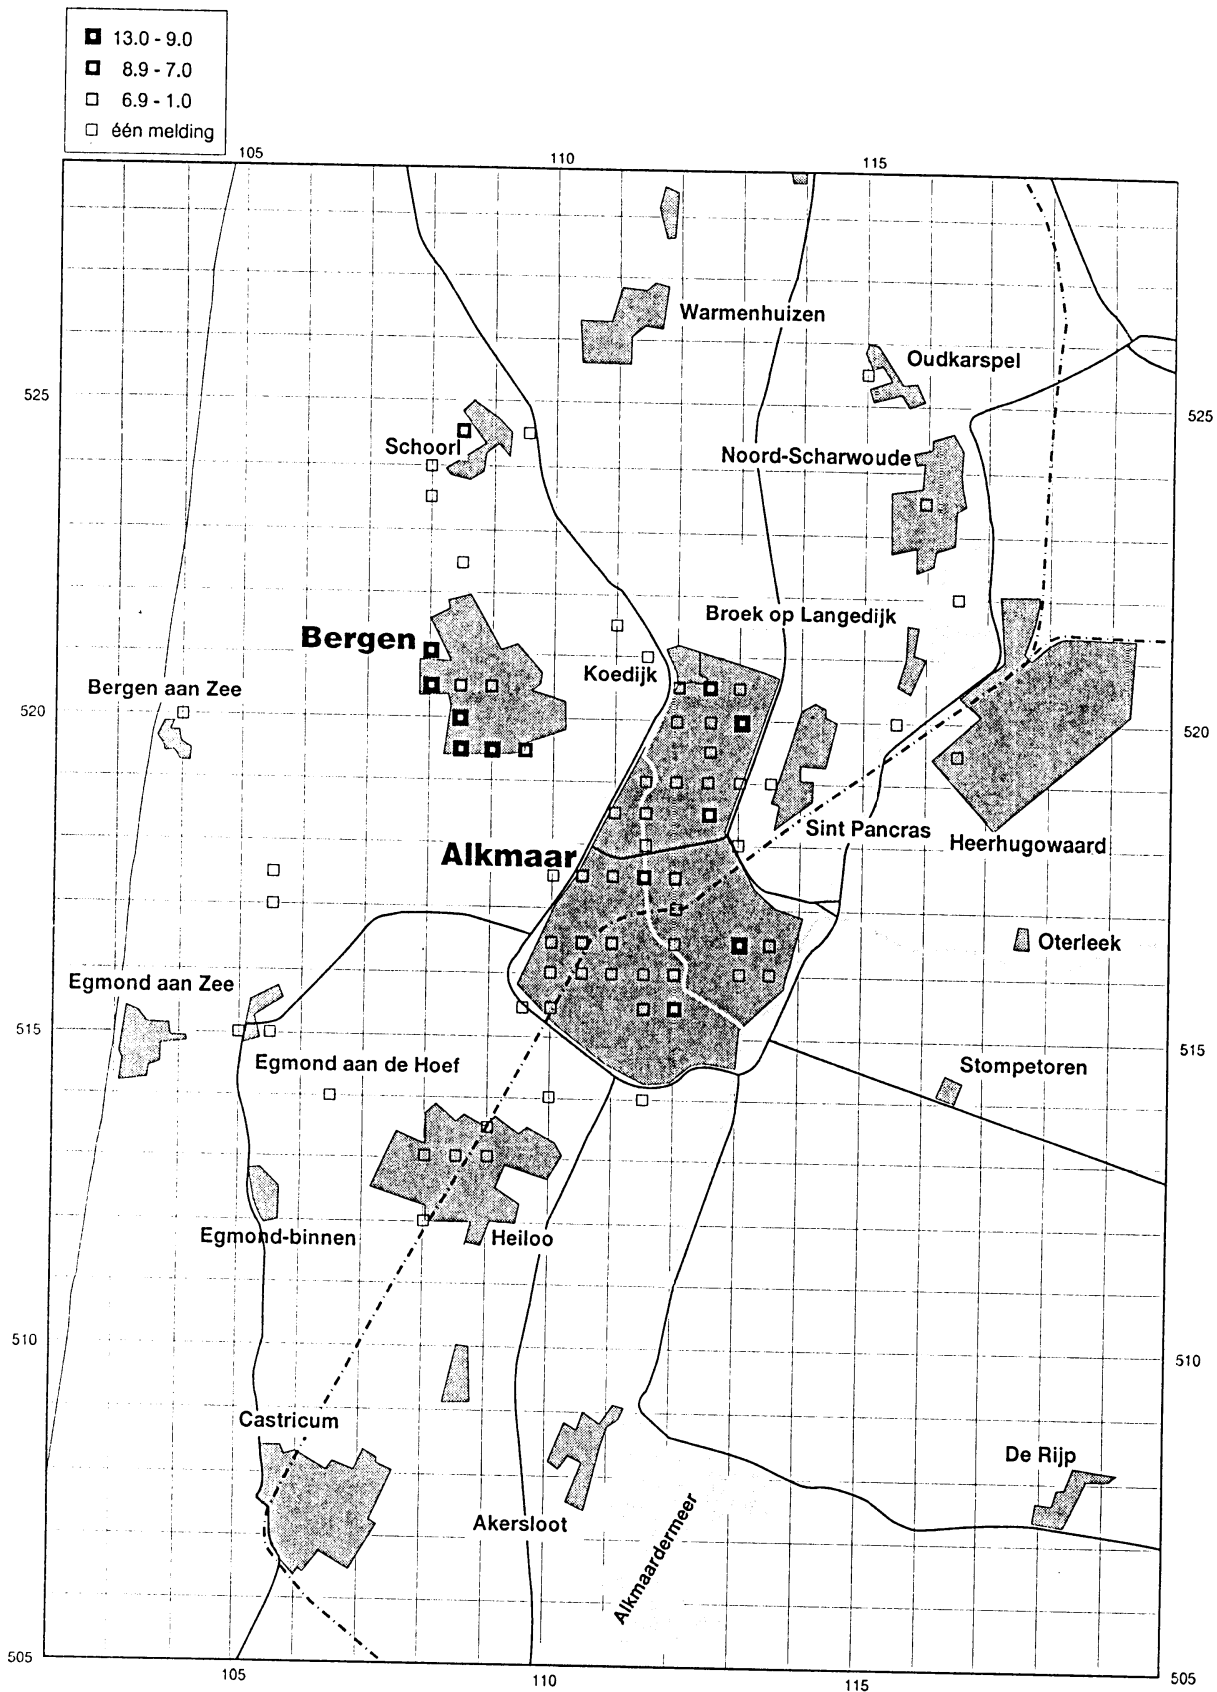 13.0 - 9.0
8.9 - 7.0
6.9 - 1.0
één melding
105
110
115
Warmenhuizen
Oudkarspel
525
525
Schoorl
Noord-Scharwoude
Broek op Langedijk
Bergen
Koedijk
Bergen aan Zee
520
520
Sint Pancras
Heerhugowaard
Alkmaar
Oterleek
Egmond aan Zee
515
515
Egmond aan de Hoef
Stompetoren
Egmond-binnen
Heiloo
510
510
Castricum
De Rijp
Akersloot
Alkmaardermeer
505
505
105
110
115